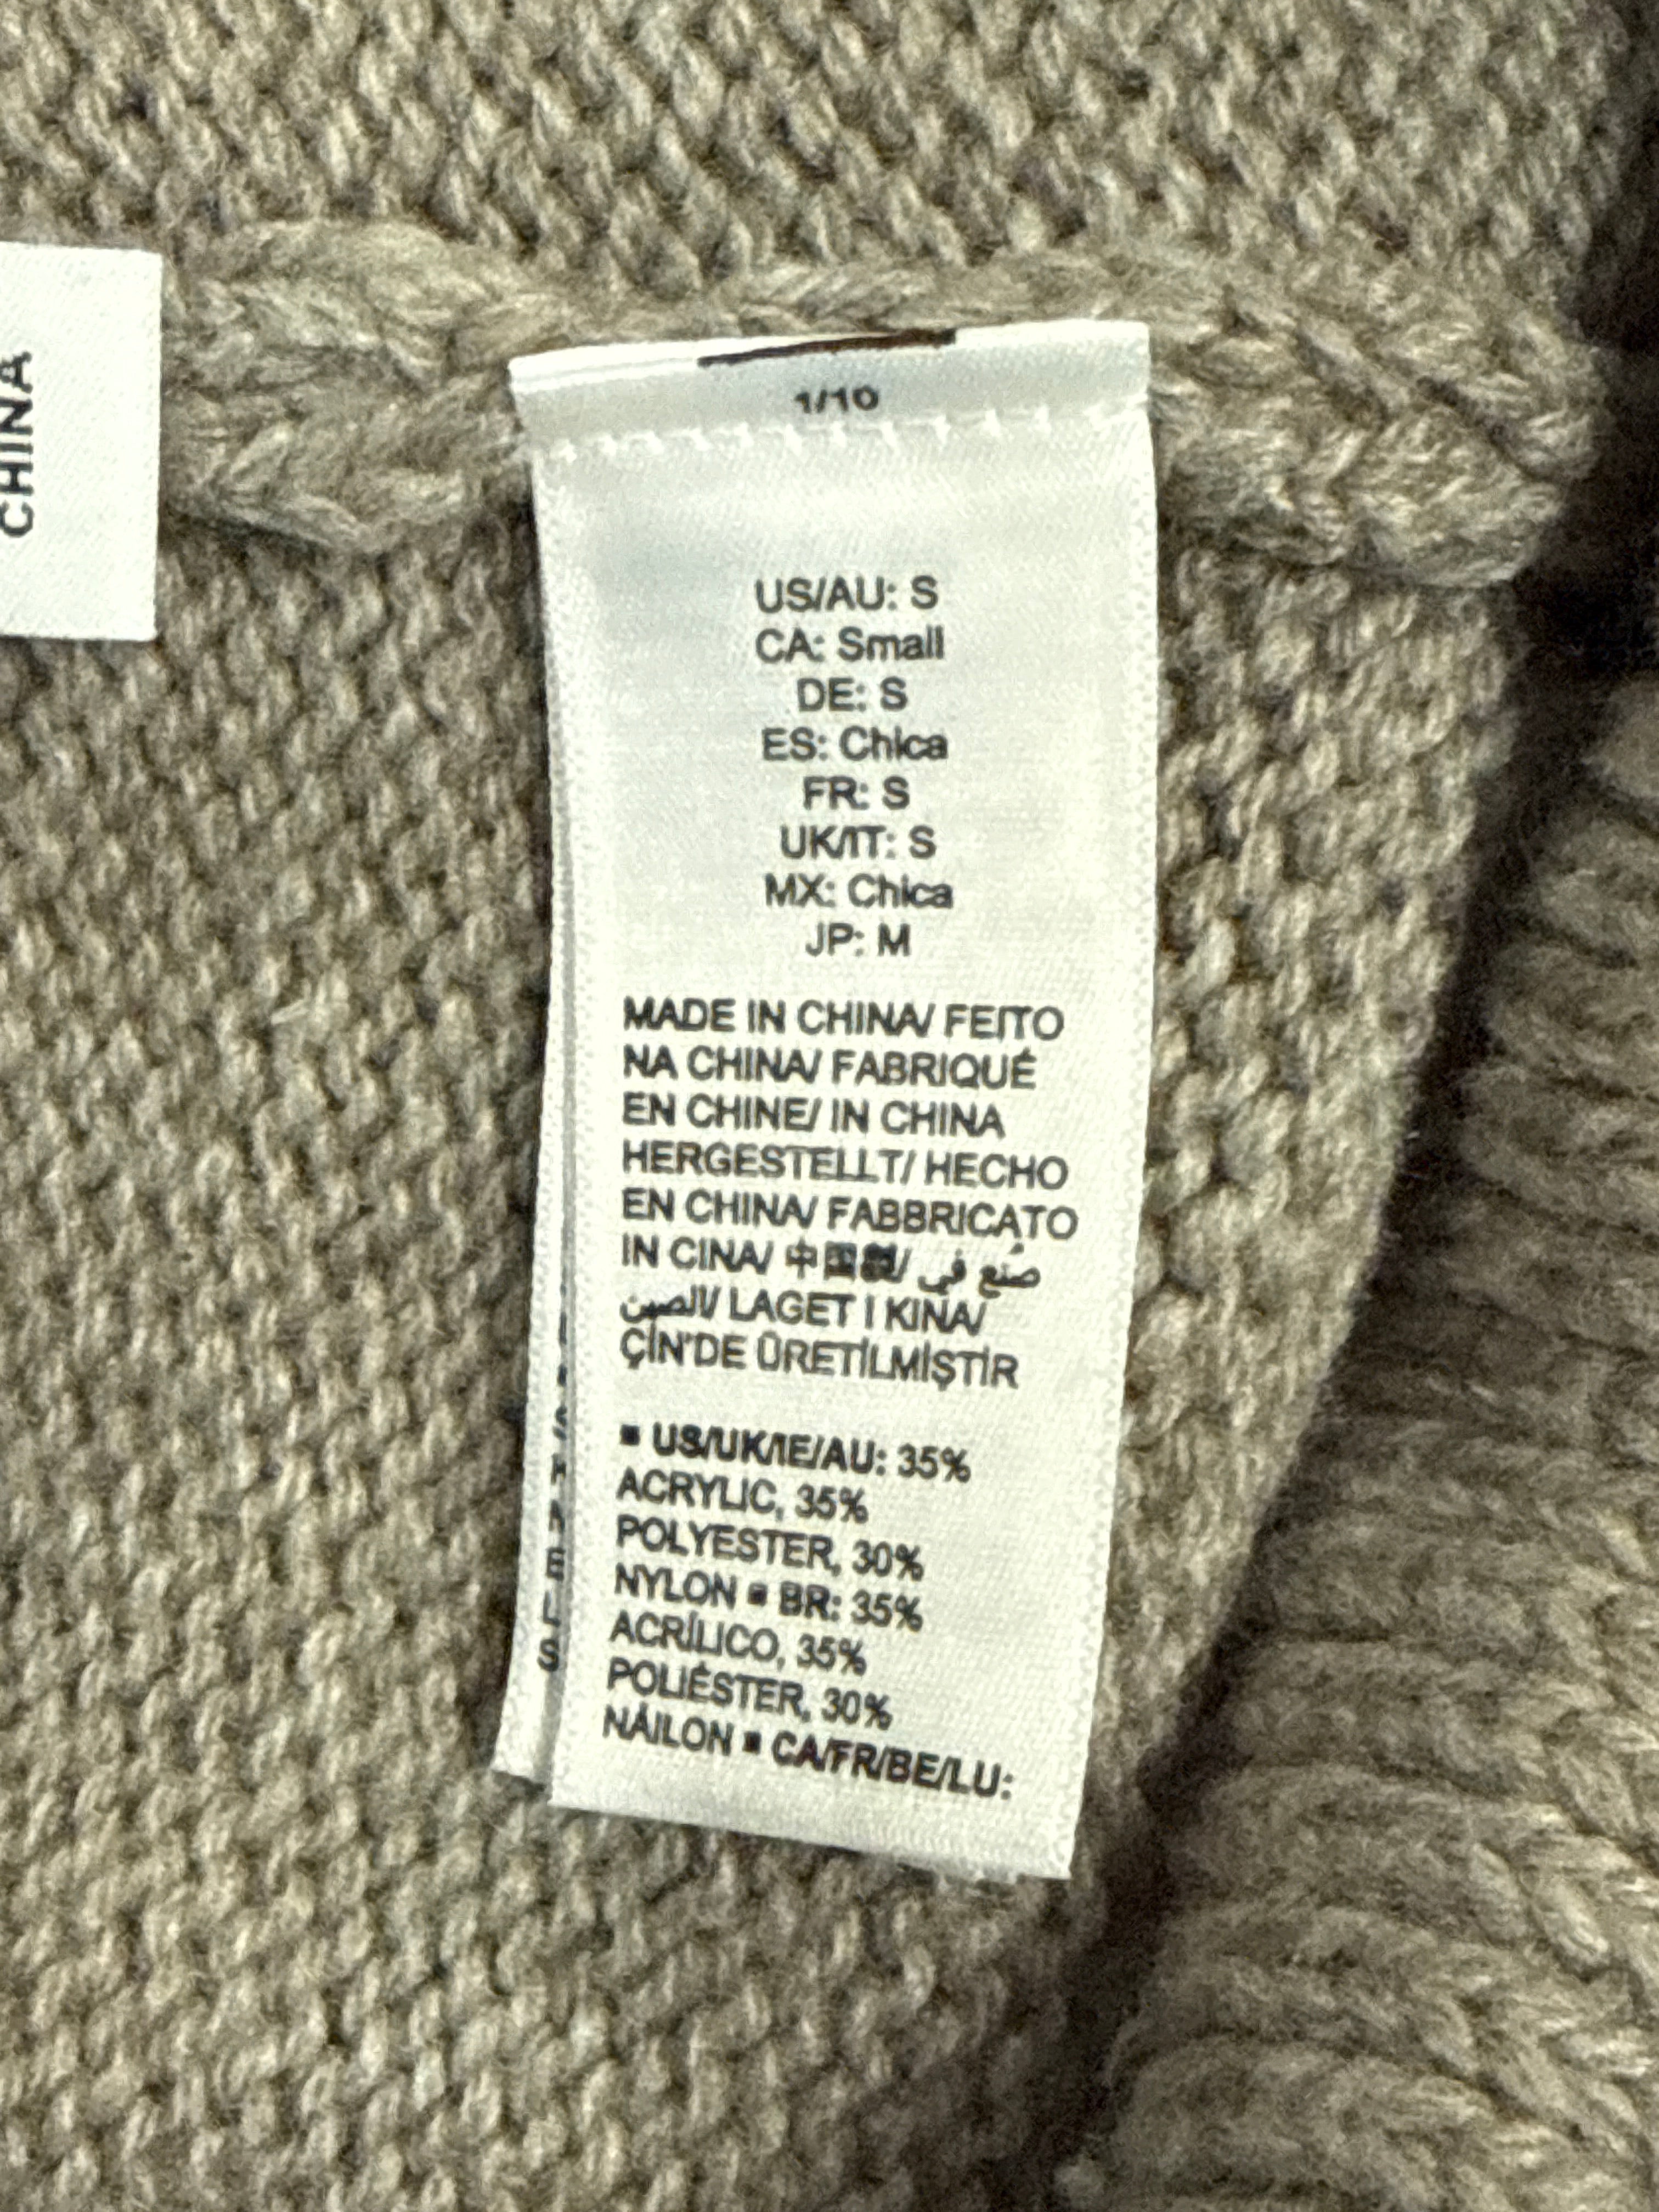 CHINA
1/10
US/AU: S
CA: Small
DE: S
ES: Chica
FR: S
UK/IT: S
MX: Chica
JP: M
MADE IN CHINA/ FEITO
NA CHINA/ FABRIQUÉ
EN CHINE/ IN CHINA
HERGESTELLT/ HECHO
EN CHINA/ FABBRICATO
IN CINA/ 中国製/ صُنع في
الصين/ LAGET I KINA/
ÇİN'DE ÜRETİLMİŞTİR
▪ US/UK/IE/AU: 35%
ACRYLIC, 35%
POLYESTER, 30%
NYLON ▪ BR: 35%
ACRÍLICO, 35%
POLIÉSTER, 30%
NÁILON ▪ CA/FR/BE/LU: